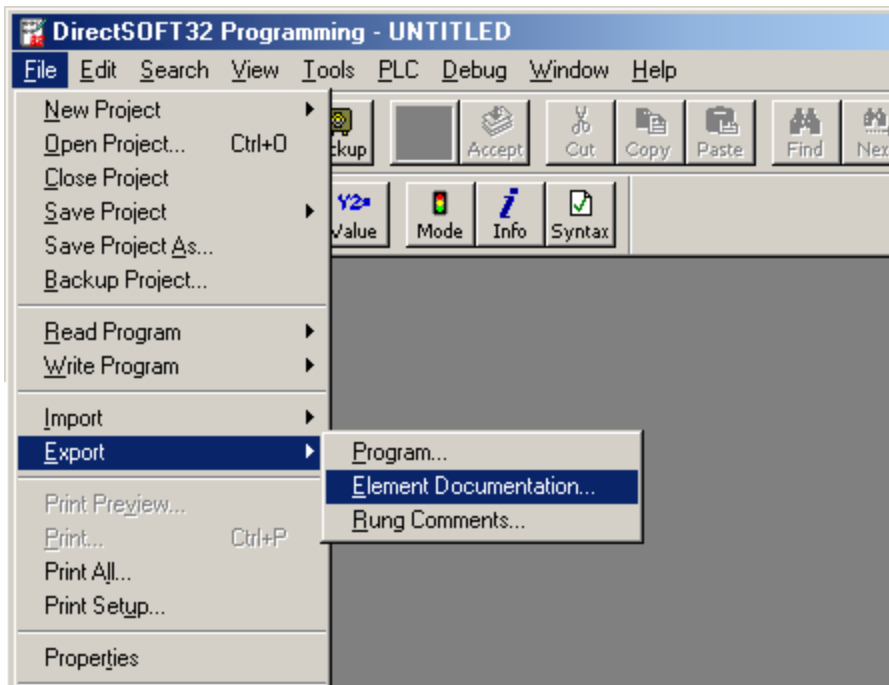 DirectSOFT32 Programming - UNTITLED
File Edit Search View Tools PLC Debug Window Help
New Project
Open Project... Ctrl+O
Close Project
Save Project
Save Project As...
Backup Project...
Read Program
Write Program
Import
Export
Print Preview...
Print... Ctrl+P
Print All...
Print Setup...
Properties
Program...
Element Documentation...
Rung Comments...
ckup Accept Cut Copy Paste Find Nex
Y2= Value Mode Info Syntax